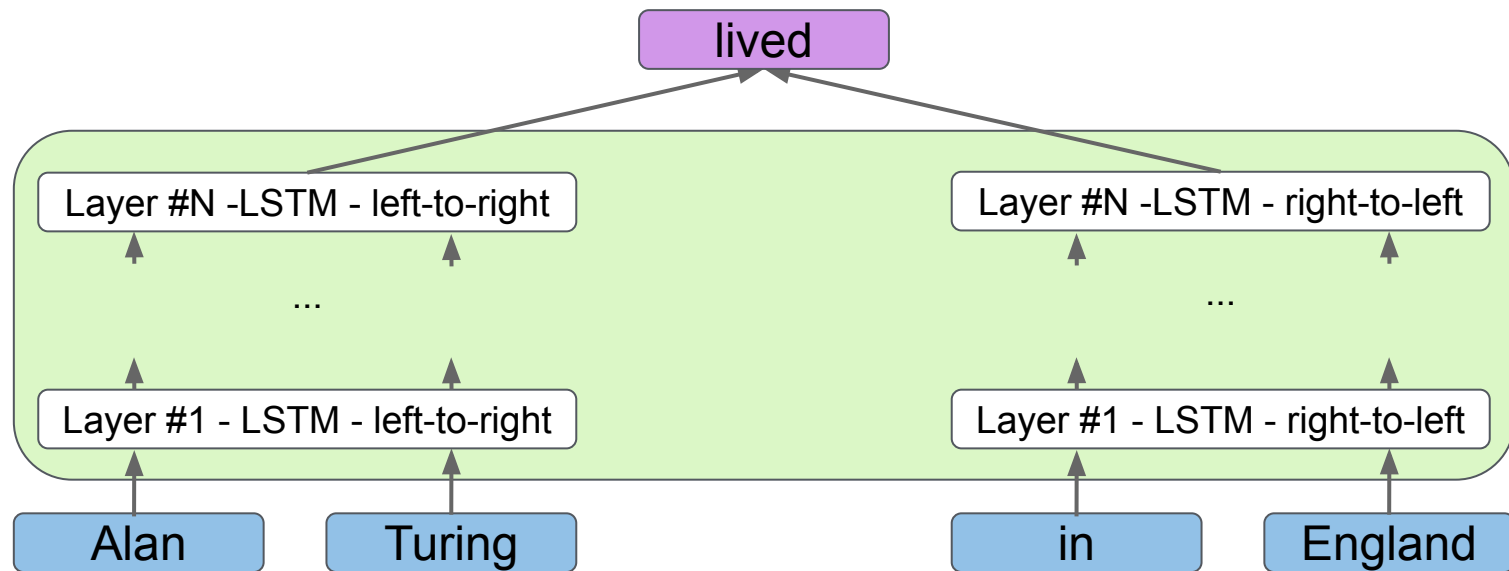 lived
Layer #N -LSTM - left-to-right
Layer #N -LSTM - right-to-left
...
...
Layer #1 - LSTM - left-to-right
Layer #1 - LSTM - right-to-left
Alan
Turing
in
England